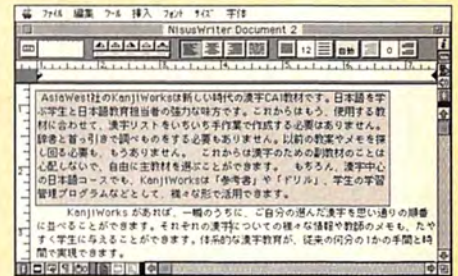 ファイル 編集 ツール 挿入 フォント サイズ 字体
NisusWriter Document 2
12 自動 0
AsiaWest社のKanjiWorksは新しい時代の漢字CAI教材です。日本語を学
ぶ学生と日本語教育担当者の強力な味方です。これからはもう、使用する教
材に合わせて、漢字リストをいちいち手作業で作成する必要はありません。
辞書と首っ引きで調べものをする必要もありません。以前の教案やメモを探
し回る必要も、もうありません。 これからは漢字のための副教材のことは
心配しないで、自由に主教材を選ぶことができます。 もちろん、漢字中心
の日本語コースでも、KanjiWorksは「参考書」や「ドリル」、学生の学習
管理プログラムなどとして、様々な形で活用できます。
KanjiWorks があれば、一瞬のうちに、ご自分の選んだ漢字を思い通りの順番
に並べることができます。それぞれの漢字についての様々な情報や教師のメモも、たや
すく学生に与えることができます。体系的な漢字教育が、従来の何分の1かの手間と時
間で実現できます。